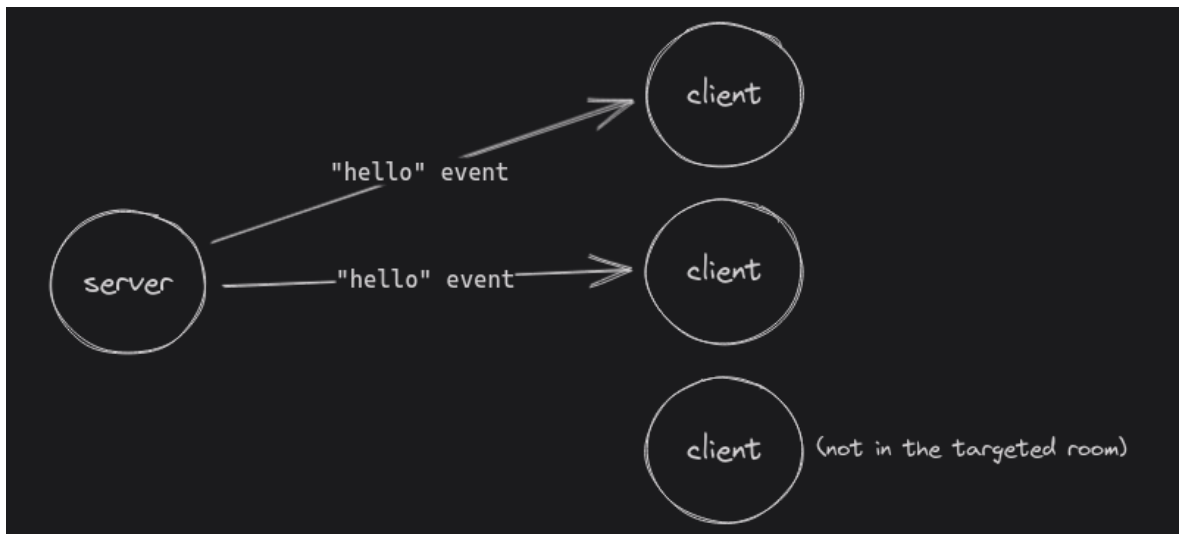 client
"hello" event
server
"hello" event
client
client
(not in the targeted room)